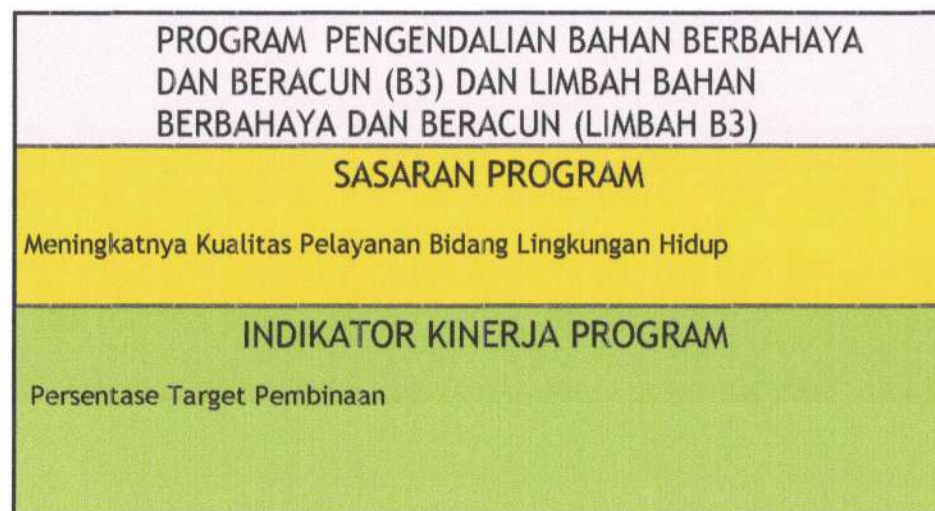 PROGRAM PENGENDALIAN BAHAN BERBAHAYA
DAN BERACUN (B3) DAN LIMBAH BAHAN
BERBAHAYA DAN BERACUN (LIMBAH B3)
SASARAN PROGRAM
Meningkatnya Kualitas Pelayanan Bidang Lingkungan Hidup
INDIKATOR KINERJA PROGRAM
Persentase Target Pembinaan